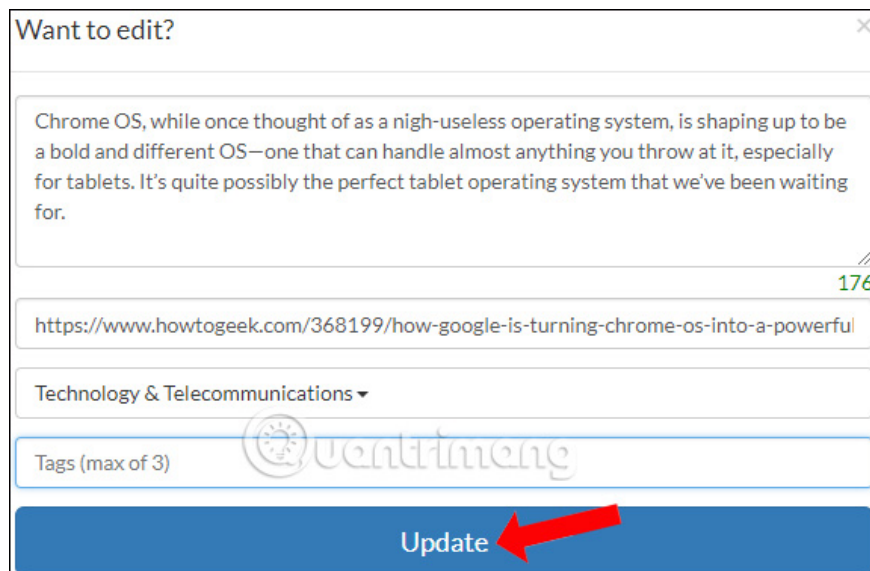 Want to edit?
×
Chrome OS, while once thought of as a nigh-useless operating system, is shaping up to be
a bold and different OS—one that can handle almost anything you throw at it, especially
for tablets. It's quite possibly the perfect tablet operating system that we've been waiting
for.
176
https://www.howtogeek.com/368199/how-google-is-turning-chrome-os-into-a-powerful
Technology & Telecommunications
Quantrimang
Tags (max of 3)
Update